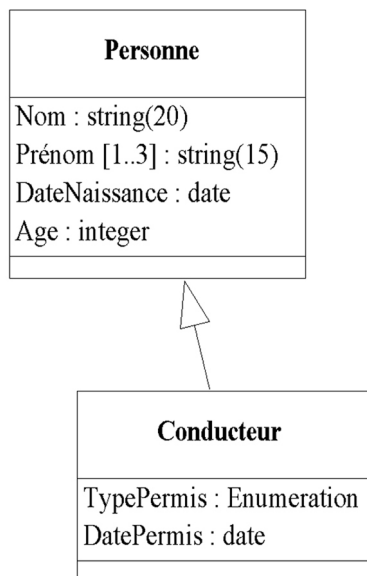 Personne
Nom : string(20)
Prénom [1..3] : string(15)
DateNaissance : date
Age : integer
Conducteur
TypePermis : Enumeration
DatePermis : date